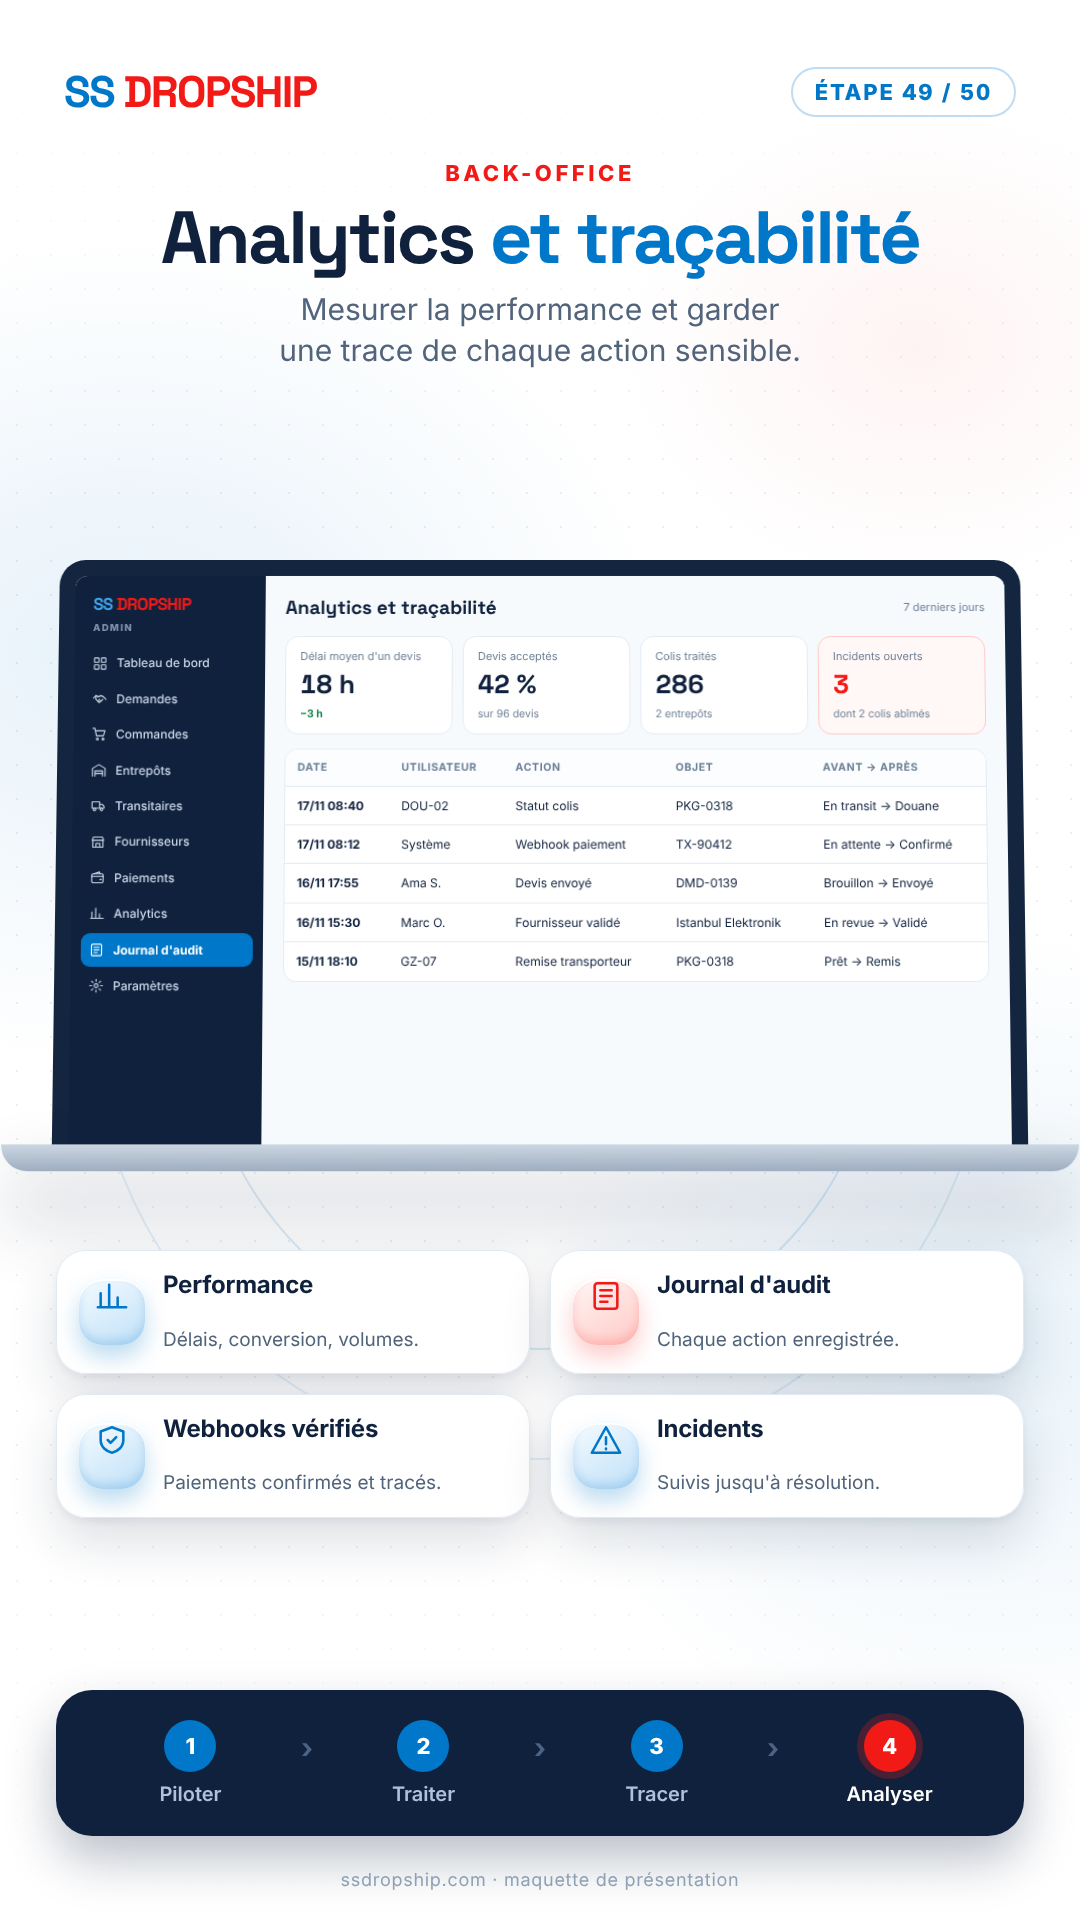 SS DROPSHIP
ÉTAPE 49 / 50
BACK-OFFICE
Analytics et traçabilité
Mesurer la performance et garder
une trace de chaque action sensible.
SS DROPSHIP
ADMIN
Tableau de bord
Demandes
Commandes
Entrepôts
Transitaires
Fournisseurs
Paiements
Analytics
Journal d'audit
Paramètres
Analytics et traçabilité
7 derniers jours
Délai moyen d'un devis
18 h
−3 h
Devis acceptés
42 %
sur 96 devis
Colis traités
286
2 entrepôts
Incidents ouverts
3
dont 2 colis abîmés
DATE UTILISATEUR ACTION OBJET AVANT → APRÈS
17/11 08:40 DOU-02 Statut colis PKG-0318 En transit → Douane
17/11 08:12 Système Webhook paiement TX-90412 En attente → Confirmé
16/11 17:55 Ama S. Devis envoyé DMD-0139 Brouillon → Envoyé
16/11 15:30 Marc O. Fournisseur validé Istanbul Elektronik En revue → Validé
15/11 18:10 GZ-07 Remise transporteur PKG-0318 Prêt → Remis
Performance
Délais, conversion, volumes.
Journal d'audit
Chaque action enregistrée.
Webhooks vérifiés
Paiements confirmés et tracés.
Incidents
Suivis jusqu'à résolution.
1 › 2 › 3 › 4
Piloter Traiter Tracer Analyser
ssdropship.com · maquette de présentation